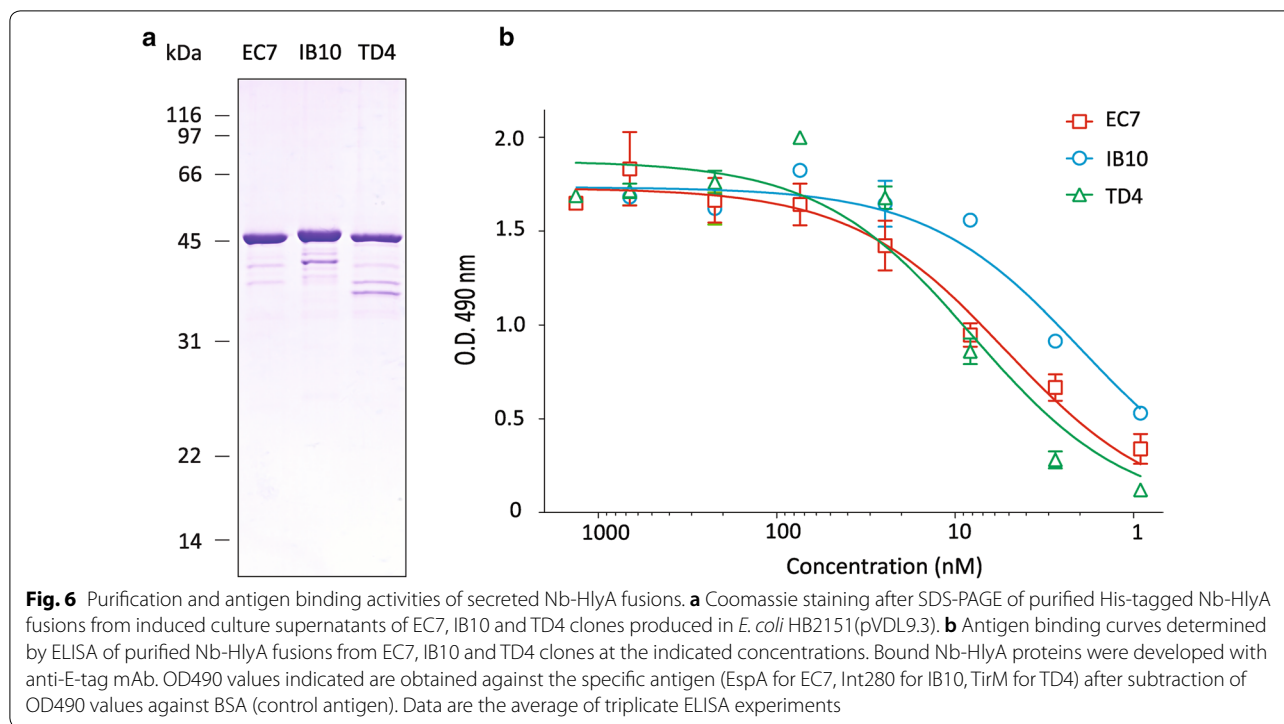 a
kDa EC7 IB10 TD4
116
97
66
45
31
22
14
b
O.D. 490 nm
2.0
1.5
1.0
0.5
0
1000 100 10 1
Concentration (nM)
EC7
IB10
TD4
Fig. 6 Purification and antigen binding activities of secreted Nb-HlyA fusions. a Coomassie staining after SDS-PAGE of purified His-tagged Nb-HlyA
fusions from induced culture supernatants of EC7, IB10 and TD4 clones produced in E. coli HB2151(pVDL9.3). b Antigen binding curves determined
by ELISA of purified Nb-HlyA fusions from EC7, IB10 and TD4 clones at the indicated concentrations. Bound Nb-HlyA proteins were developed with
anti-E-tag mAb. OD490 values indicated are obtained against the specific antigen (EspA for EC7, Int280 for IB10, TirM for TD4) after subtraction of
OD490 values against BSA (control antigen). Data are the average of triplicate ELISA experiments